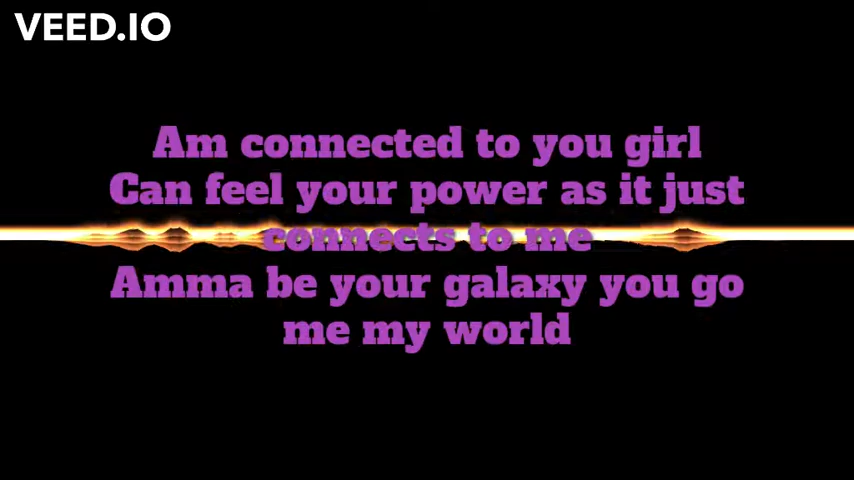 VEED.IO
Am connected to you girl
Can feel your power as it just
connects to me
Amma be your galaxy you go
me my world